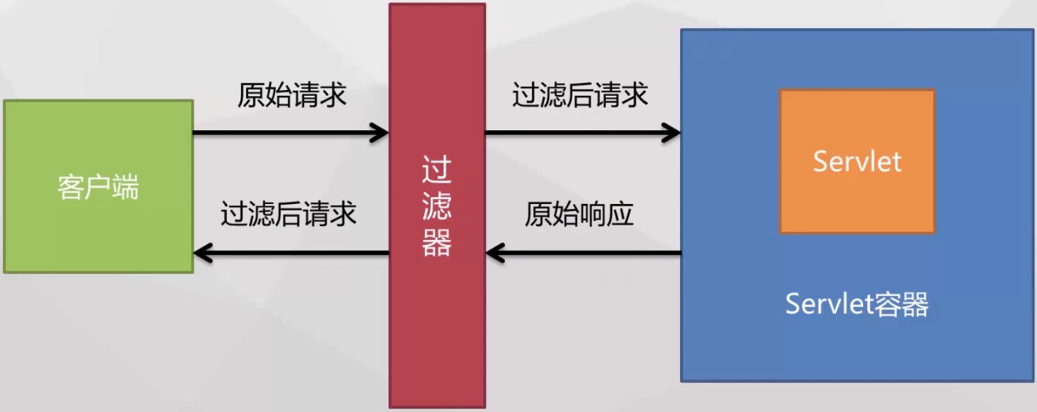 原始请求
过滤后请求
客户端
过滤器
Servlet
过滤后请求
原始响应
Servlet容器